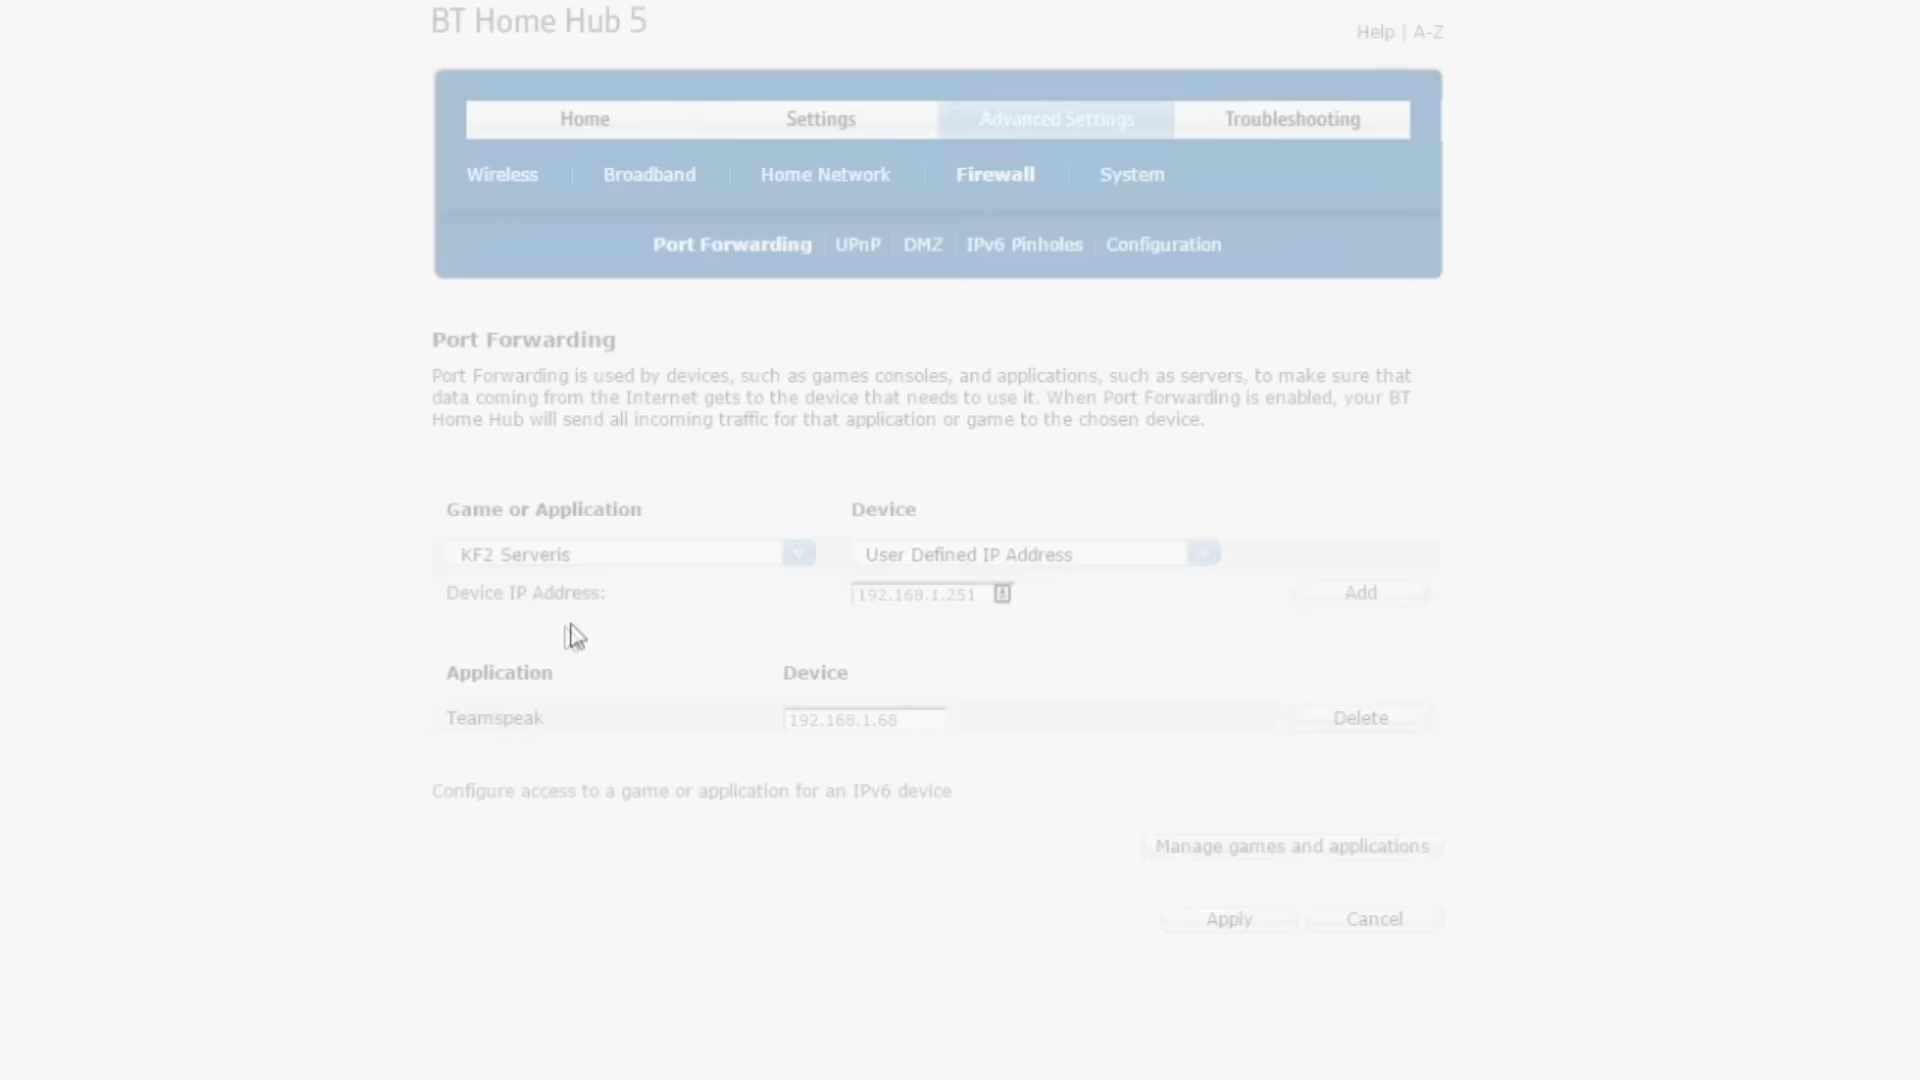 BT Home Hub 5
Help | A-Z
Home Settings Advanced Settings Troubleshooting
Wireless Broadband Home Network Firewall System
Port Forwarding UPnP DMZ IPv6 Pinholes Configuration
Port Forwarding
Port Forwarding is used by devices, such as games consoles, and applications, such as servers, to make sure that
data coming from the Internet gets to the device that needs to use it. When Port Forwarding is enabled, your BT
Home Hub will send all incoming traffic for that application or game to the chosen device.
Game or Application Device
KF2 Serveris User Defined IP Address
Device IP Address: 192.168.1.251 Add
Application Device
Teamspeak 192.168.1.68 Delete
Configure access to a game or application for an IPv6 device
Manage games and applications
Apply Cancel